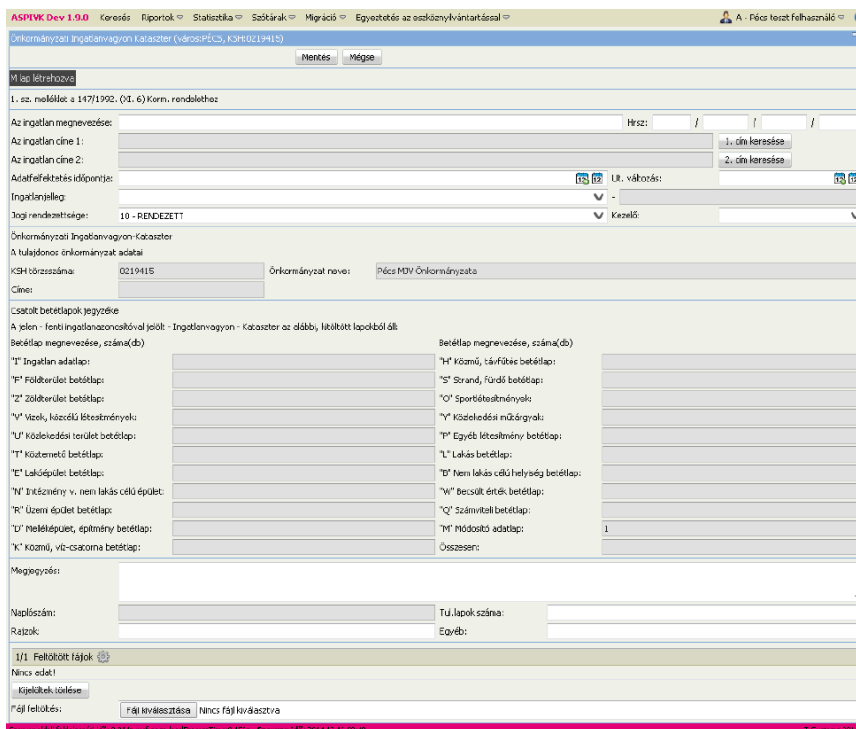 ASPIVK Dev 1.9.0 Keresés Riportok Statisztika Szótárak Migráció Egyeztetés az eszköznyilvántartással A - Pécs teszt felhasználó
Önkormányzati Ingatlanvagyon Kataszter (város:PÉCS, KSH:0219415)
Mentés Mégse
M lap létrehozva
1. sz. melléklet a 147/1992. (XI. 6) Korm. rendelethez
Az ingatlan megnevezése: Hrsz: / / /
Az ingatlan címe 1: 1. cím keresése
Az ingatlan címe 2: 2. cím keresése
Adatfelfektetés időpontja: 12 12 Ut. változás: 12 12
Ingatlanjelleg: -
Jogi rendezettsége: 10 - RENDEZETT Kezelő:
Önkormányzati Ingatlanvagyon-Kataszter
A tulajdonos önkormányzat adatai
KSH törzsszáma: 0219415 Önkormányzat neve: Pécs MJV Önkormányzata
Címe:
Csatolt betétlapok jegyzéke
A jelen - fenti ingatlanazonosítóval jelölt - Ingatlanvagyon - Kataszter az alábbi, kitöltött lapokból áll:
Betétlap megnevezése, száma(db) Betétlap megnevezése, száma(db)
"I" Ingatlan adatlap: "H" Közmű, távfűtés betétlap:
"F" Földterület betétlap: "S" Strand, fürdő betétlap:
"Z" Zöldterület betétlap: "O" Sportlétesítmények:
"V" Vizek, közcélú létesítmények: "Y" Közlekedési műtárgyak:
"U" Közlekedési terület betétlap: "P" Egyéb létesítmény betétlap:
"T" Köztemető betétlap: "L" Lakás betétlap:
"E" Lakóépület betétlap: "B" Nem lakás célú helyiség betétlap:
"N" Intézmény v. nem lakás célú épület: "W" Becsült érték betétlap:
"R" Üzemi épület betétlap: "Q" Számviteli betétlap:
"D" Melléképület, építmény betétlap: "M" Módosító adatlap: 1
"K" Közmű, víz-csatorna betétlap: Összesen:
Megjegyzés:
Naplószám: Tul.lapok száma:
Rajzok: Egyéb:
1/1 Feltöltött fájlok
Nincs adat!
Kijelöltek törlése
Fájl feltöltés: Fájl kiválasztása Nincs fájl kiválasztva